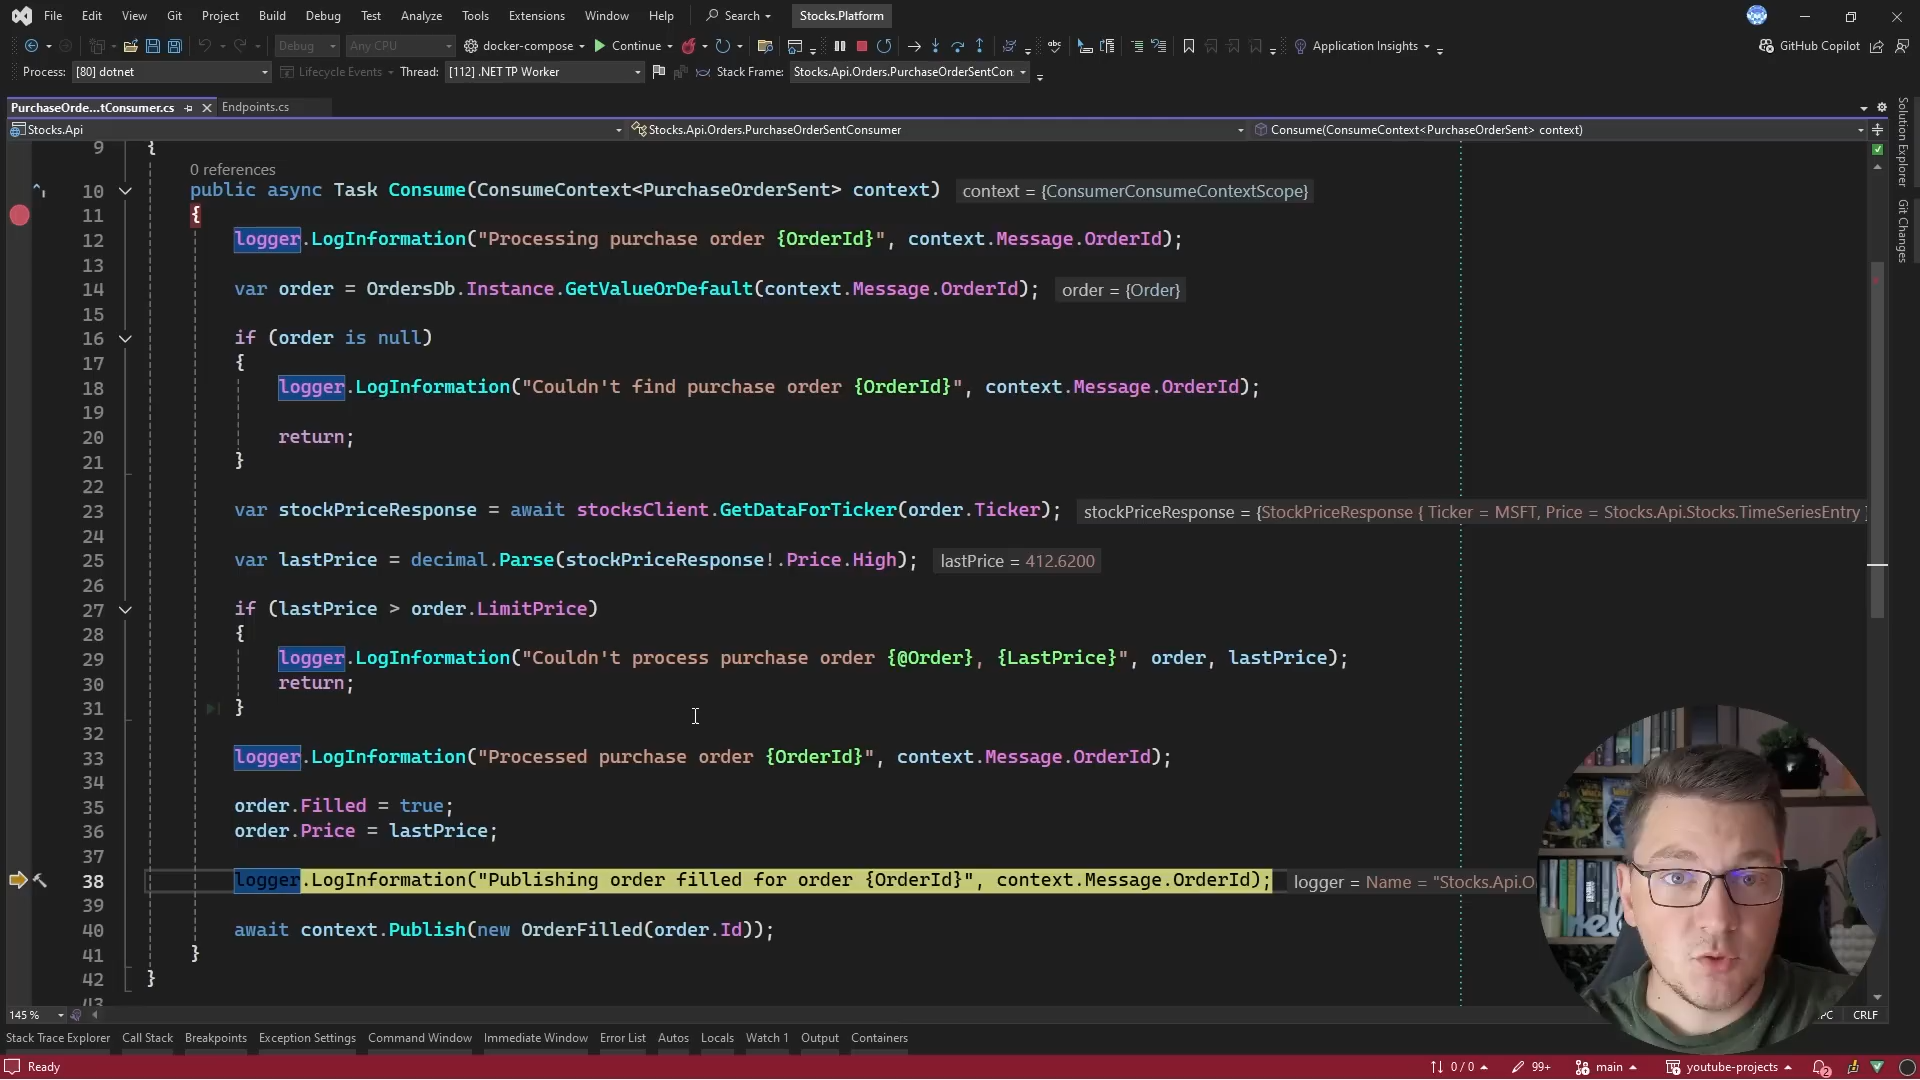 File Edit View Git Project Build Debug Test Analyze Tools Extensions Window Help Search Stocks.Platform
Debug Any CPU docker-compose Continue Application Insights GitHub Copilot
Process: [80] dotnet Lifecycle Events Thread: [112] .NET TP Worker Stack Frame: Stocks.Api.Orders.PurchaseOrderSentCon
PurchaseOrde...tConsumer.cs Endpoints.cs
Stocks.Api Stocks.Api.Orders.PurchaseOrderSentConsumer Consume(ConsumeContext<PurchaseOrderSent> context)
Solution Explorer
Git Changes
9 {
0 references
10 public async Task Consume(ConsumeContext<PurchaseOrderSent> context) context = {ConsumerConsumeContextScope}
11 {
12 logger.LogInformation("Processing purchase order {OrderId}", context.Message.OrderId);
13
14 var order = OrdersDb.Instance.GetValueOrDefault(context.Message.OrderId); order = {Order}
15
16 if (order is null)
17 {
18 logger.LogInformation("Couldn't find purchase order {OrderId}", context.Message.OrderId);
19
20 return;
21 }
22
23 var stockPriceResponse = await stocksClient.GetDataForTicker(order.Ticker); stockPriceResponse = {StockPriceResponse { Ticker = MSFT, Price = Stocks.Api.Stocks.TimeSeriesEntry }
24
25 var lastPrice = decimal.Parse(stockPriceResponse!.Price.High); lastPrice = 412.6200
26
27 if (lastPrice > order.LimitPrice)
28 {
29 logger.LogInformation("Couldn't process purchase order {@Order}, {LastPrice}", order, lastPrice);
30 return;
31 }
32
33 logger.LogInformation("Processed purchase order {OrderId}", context.Message.OrderId);
34
35 order.Filled = true;
36 order.Price = lastPrice;
37
38 logger.LogInformation("Publishing order filled for order {OrderId}", context.Message.OrderId); logger = Name = "Stocks.Api.O
39
40 await context.Publish(new OrderFilled(order.Id));
41 }
42 }
43
145 % CRLF
Stack Trace Explorer Call Stack Breakpoints Exception Settings Command Window Immediate Window Error List Autos Locals Watch 1 Output Containers
Ready 0 / 0 99+ main youtube-projects 2